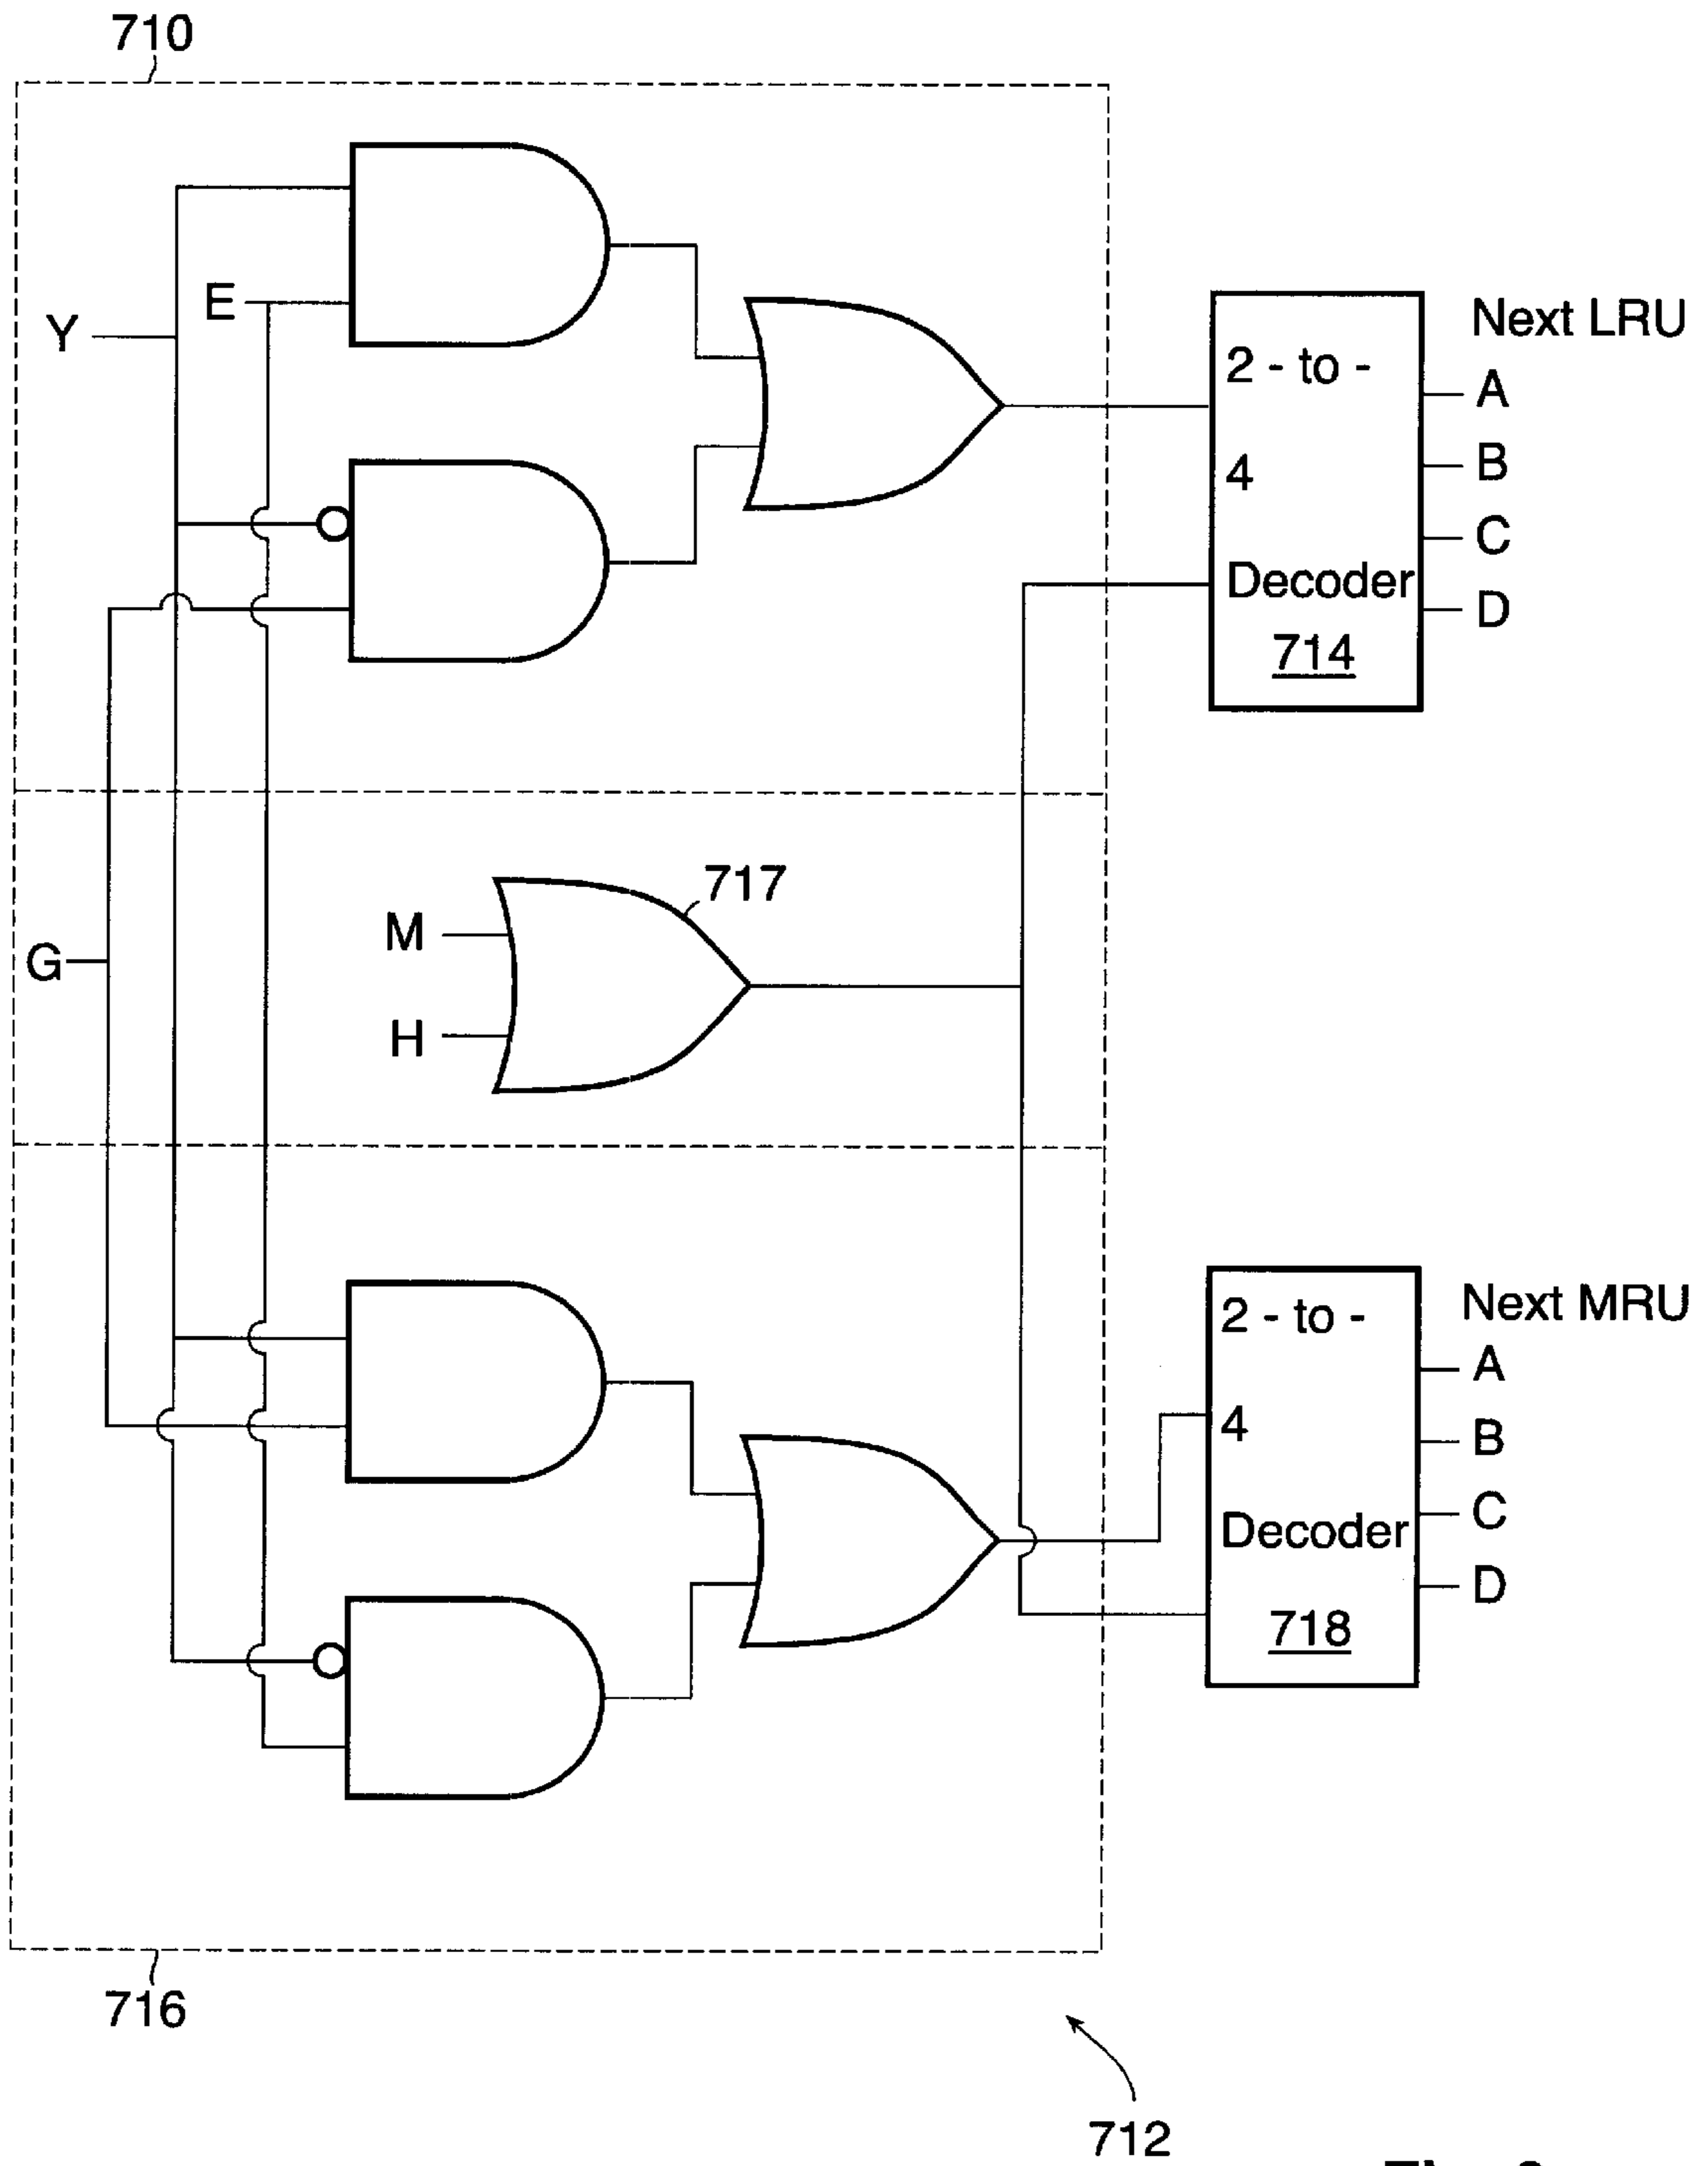 710
Y
E
Next LRU
2 - to -
4
Decoder
714
A
B
C
D
717
M
H
G
Next MRU
2 - to -
4
Decoder
718
A
B
C
D
716
712